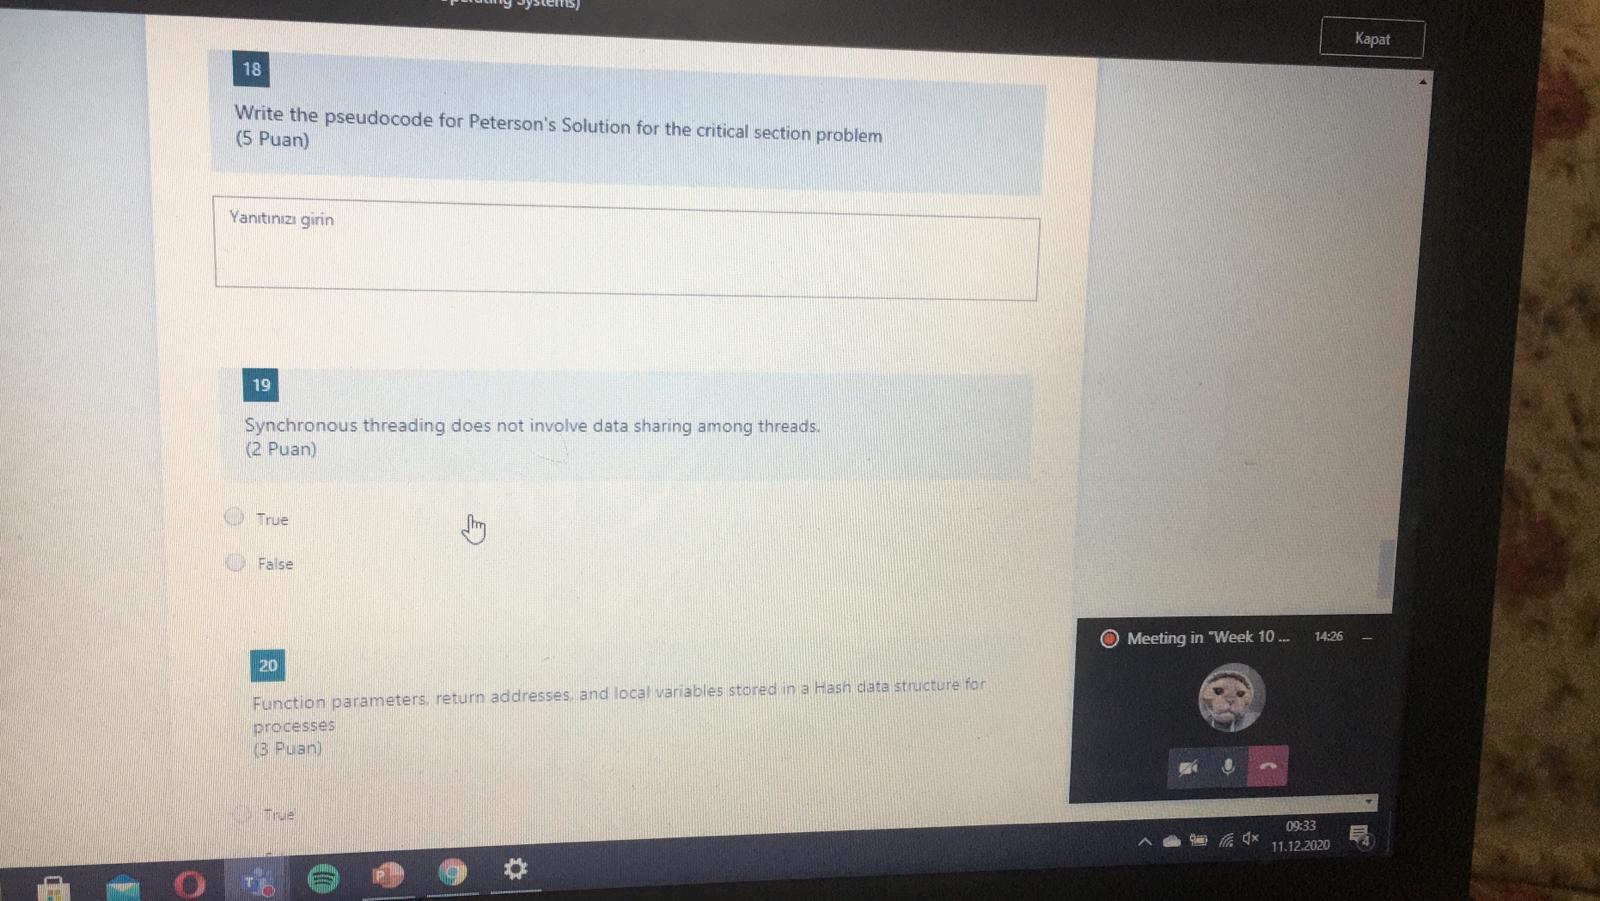 Operating Systems)
Kapat
18
Write the pseudocode for Peterson's Solution for the critical section problem
(5 Puan)
Yanıtınızı girin
19
Synchronous threading does not involve data sharing among threads.
(2 Puan)
True
False
20
Function parameters, return addresses, and local variables stored in a Hash data structure for
processes
(3 Puan)
True
Meeting in "Week 10 ... 14:26
09:33
11.12.2020
4